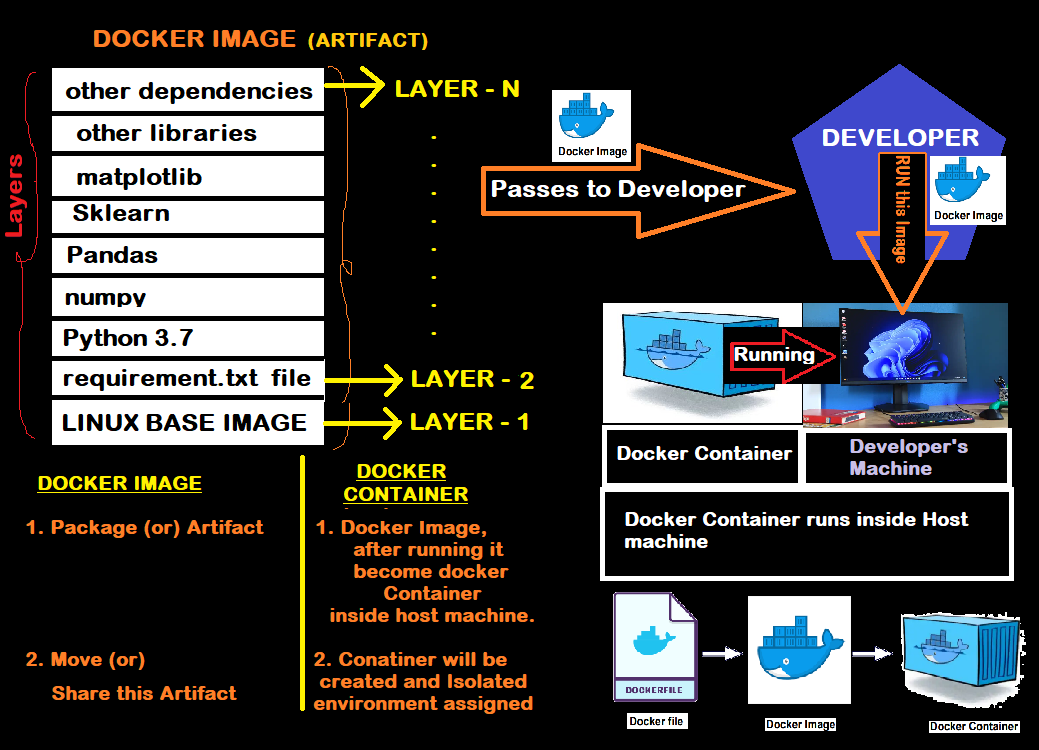 DOCKER IMAGE (ARTIFACT)
Layers
other dependencies
other libraries
matplotlib
Sklearn
Pandas
numpy
Python 3.7
requirement.txt file
LINUX BASE IMAGE
LAYER - N
LAYER - 2
LAYER - 1
Docker Image
Passes to Developer
DEVELOPER
RUN this Image
Docker Image
Running
Docker Container
Developer's
Machine
Docker Container runs inside Host
machine
DOCKER IMAGE
1. Package (or) Artifact
2. Move (or)
Share this Artifact
DOCKER
CONTAINER
1. Docker Image,
after running it
become docker
Container
inside host machine.
2. Conatiner will be
created and Isolated
environment assigned
DOCKERFILE
Docker file
Docker Image
Docker Container